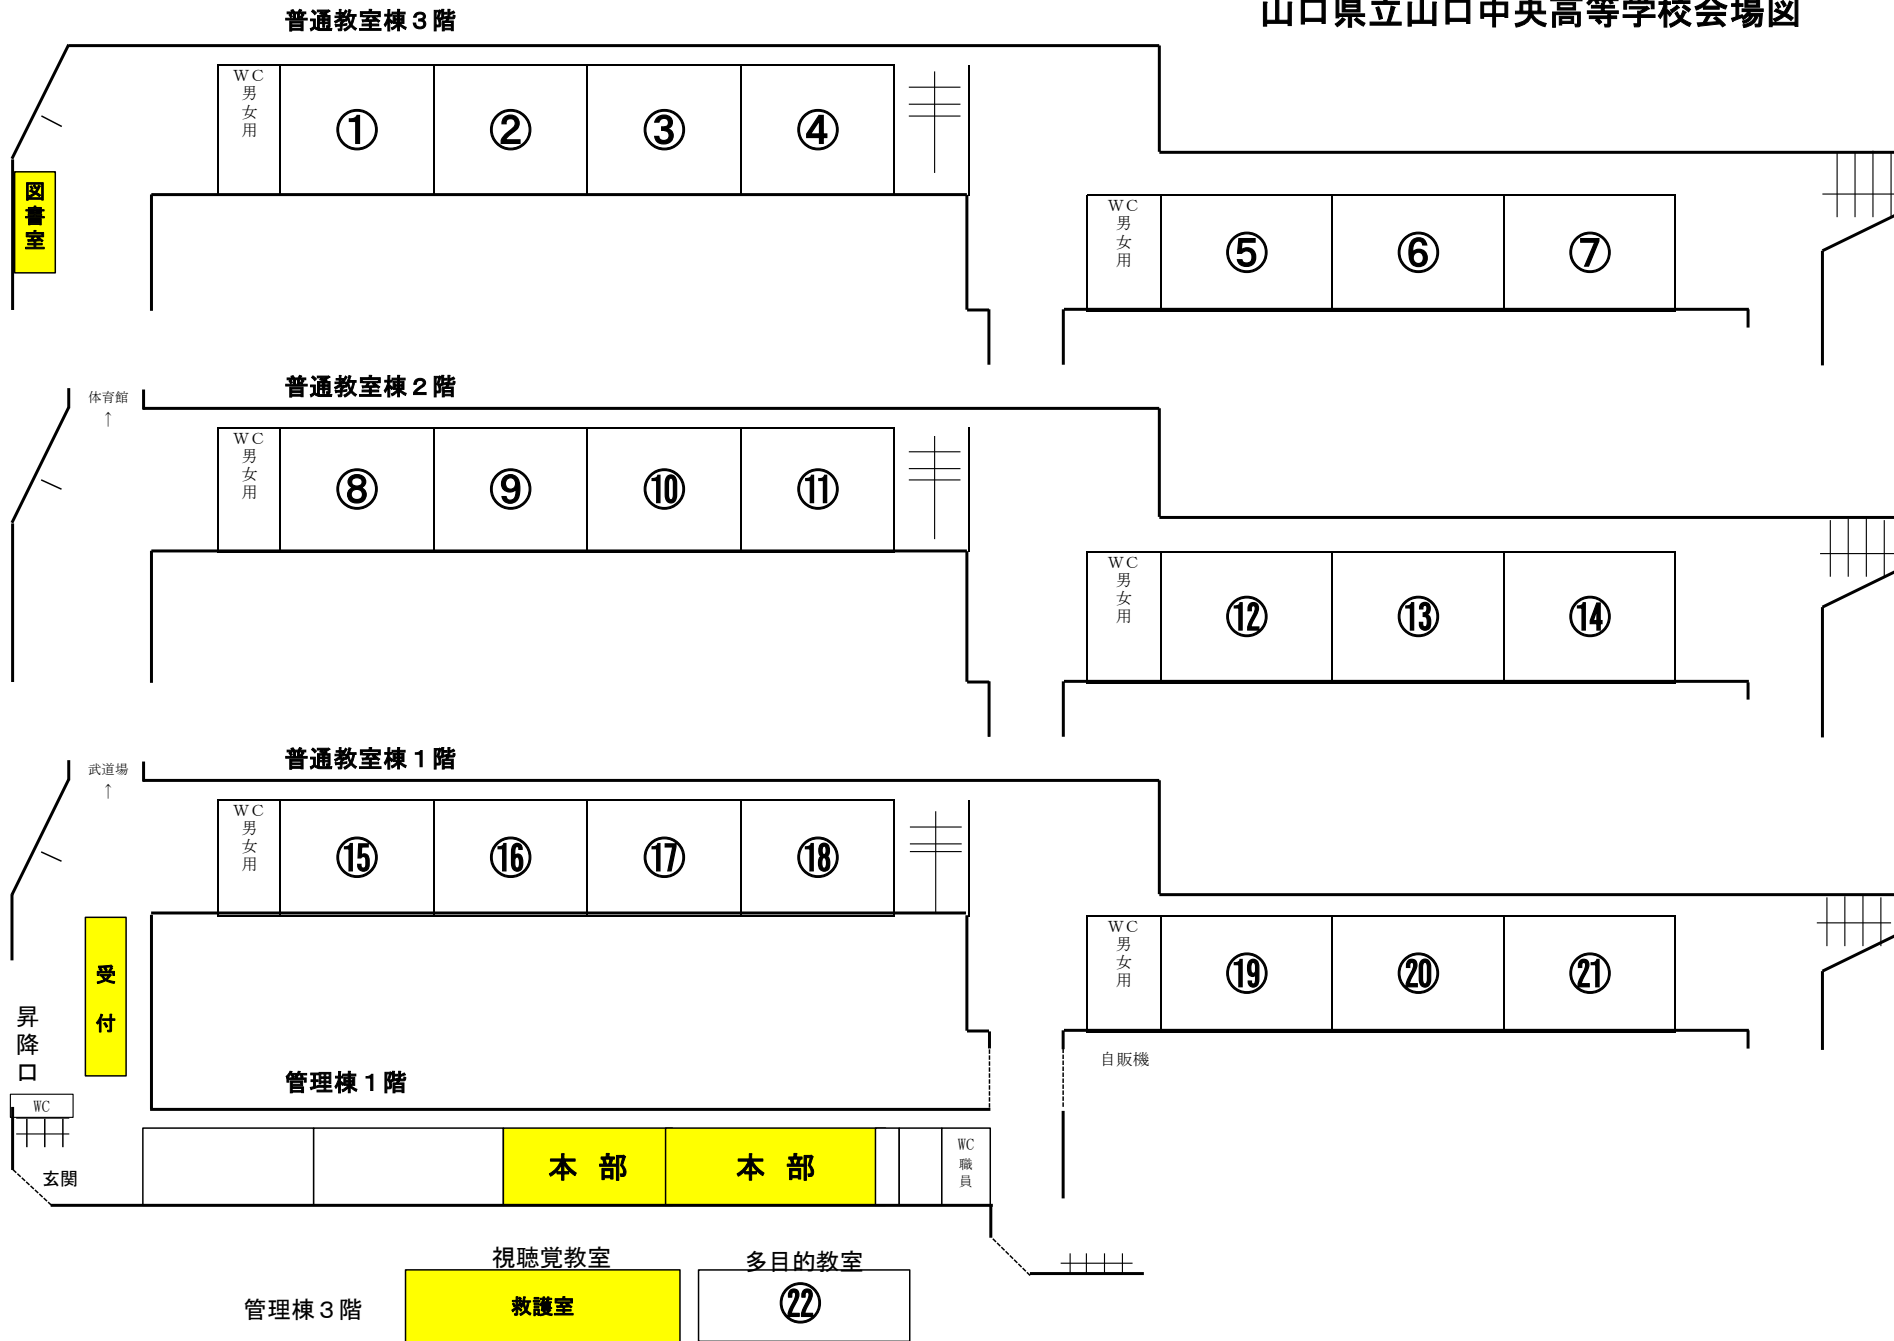 山口県立山口中央高等学校会場図
普通教室棟３階
WC
男
女
用
①
②
③
④
図
書
室
WC
男
女
用
⑤
⑥
⑦
体育館
↑
普通教室棟２階
WC
男
女
用
⑧
⑨
⑩
⑪
WC
男
女
用
⑫
⑬
⑭
武道場
↑
普通教室棟１階
WC
男
女
用
⑮
⑯
⑰
⑱
受
付
WC
男
女
用
⑲
⑳
㉑
昇
降
口
自販機
管理棟１階
WC
玄関
本 部
本 部
WC
職
員
視聴覚教室
多目的教室
管理棟３階
救護室
㉒